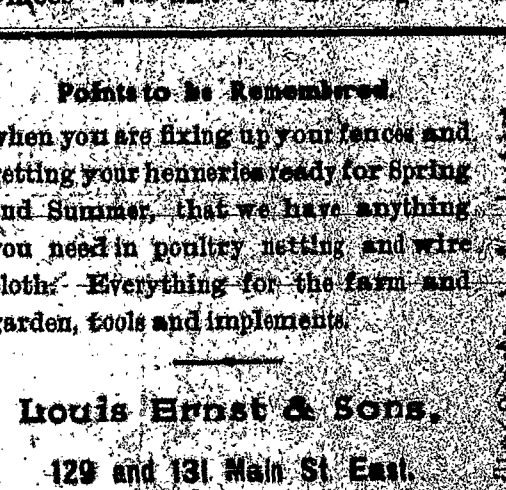 Points to be Remembered.
when you are fixing up your fences and
getting your henneries ready for Spring
and Summer, that we have anything
you need in poultry netting and wire
cloth. Everything for the farm and
garden, tools and implements.
Louis Ernst & Sons.
129 and 131 Main St East.